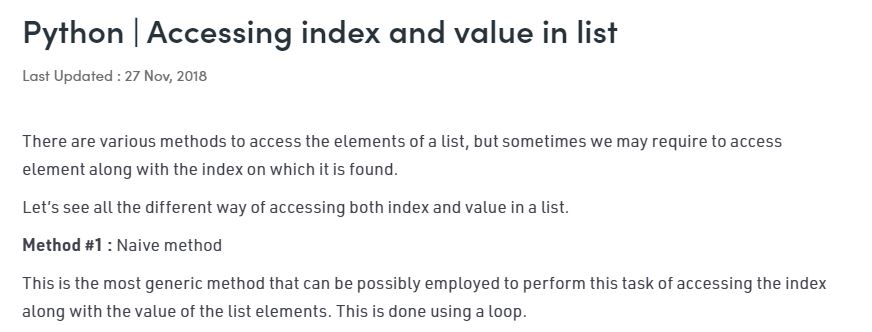 Python | Accessing index and value in list
Last Updated : 27 Nov, 2018
There are various methods to access the elements of a list, but sometimes we may require to access
element along with the index on which it is found.
Let’s see all the different way of accessing both index and value in a list.
Method #1 : Naive method
This is the most generic method that can be possibly employed to perform this task of accessing the index
along with the value of the list elements. This is done using a loop.